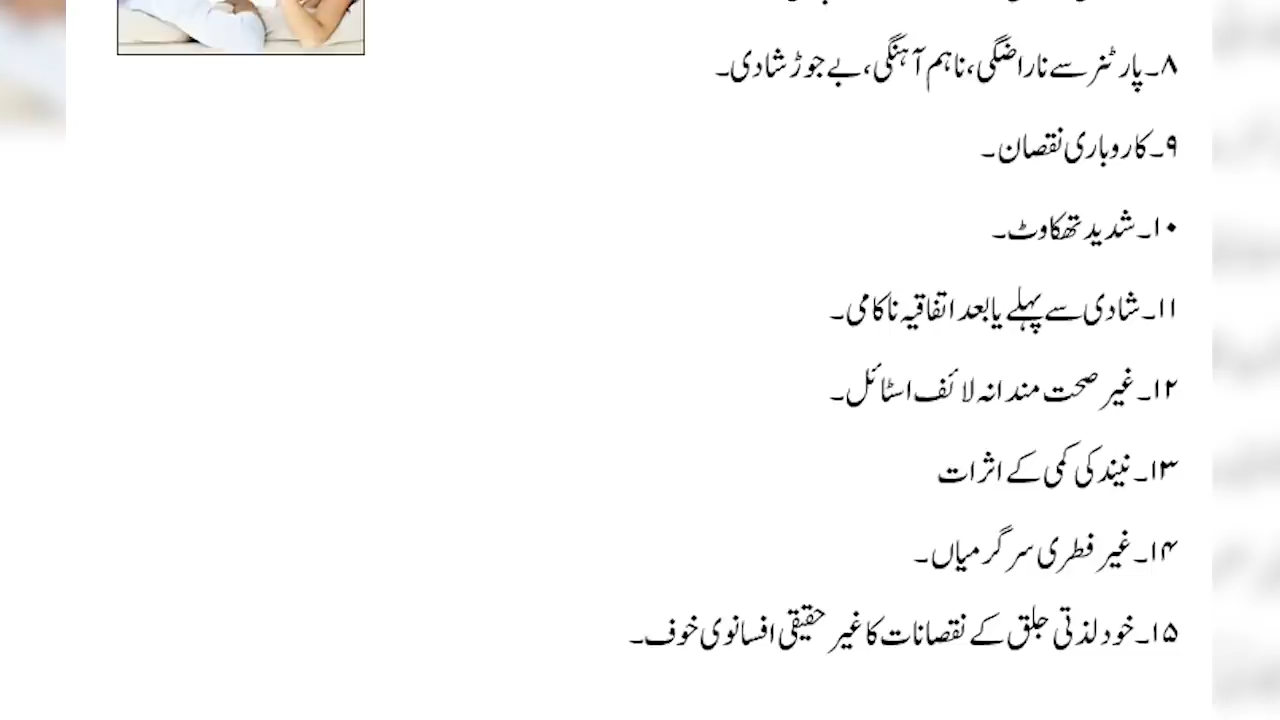 ۸۔پارٹنر سے ناراضگی،ناہم آہنگی،بے جوڑ شادی۔
۹۔کاروباری نقصان۔
۱۰۔شدید تھکاوٹ۔
۱۱۔شادی سے پہلے یا بعد اتفاقیہ ناکامی۔
۱۲۔غیر صحت مندانہ لائف اسٹائل۔
۱۳۔نیند کی کمی کے اثرات
۱۴۔غیر فطری سرگرمیاں۔
۱۵۔خود لذتی جلق کے نقصانات کا غیر حقیقی افسانوی خوف۔